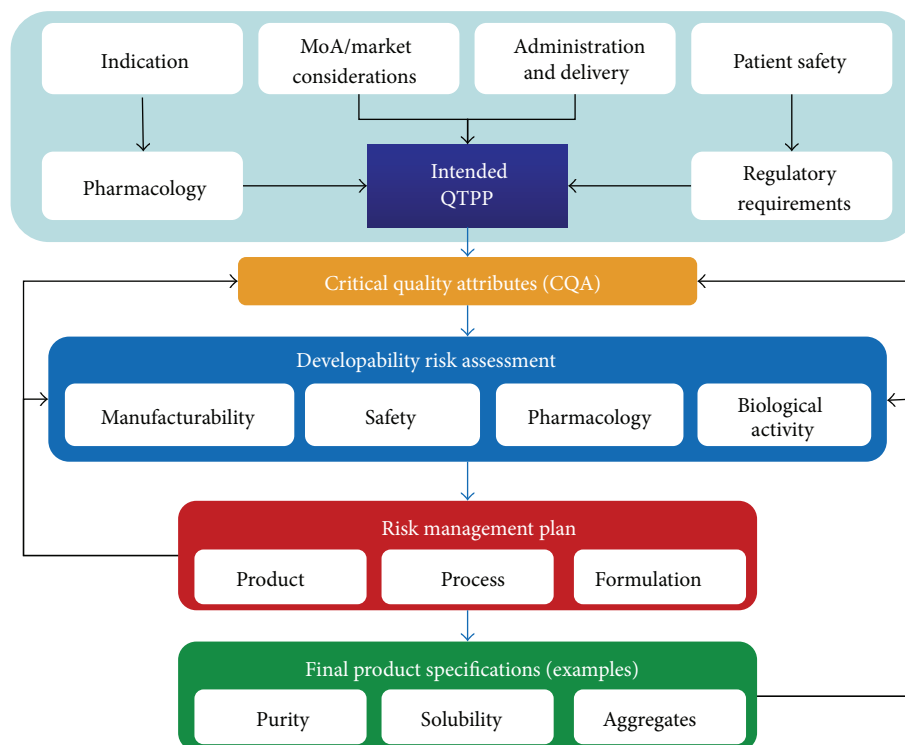 Indication
MoA/market
considerations
Administration
and delivery
Patient safety
Pharmacology
Intended
QTPP
Regulatory
requirements
Critical quality attributes (CQA)
Developability risk assessment
Manufacturability
Safety
Pharmacology
Biological
activity
Risk management plan
Product
Process
Formulation
Final product specifications (examples)
Purity
Solubility
Aggregates